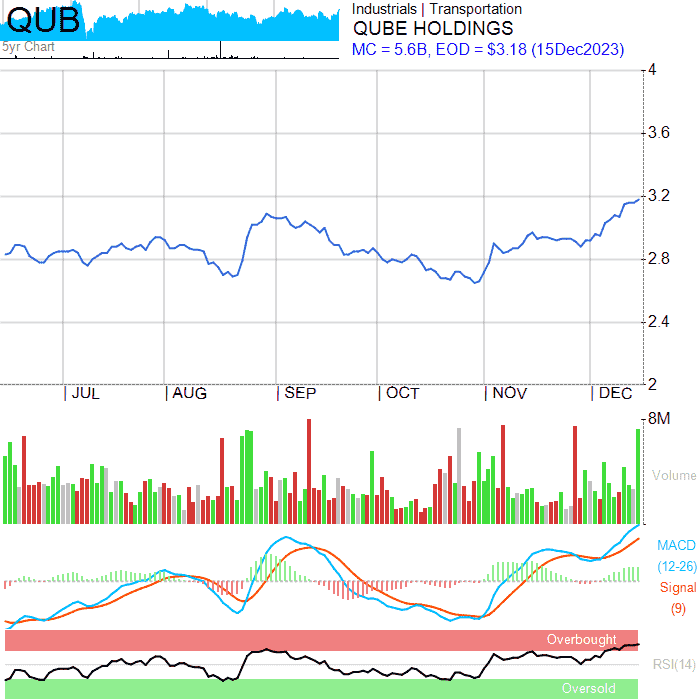 QUB
5yr Chart
Industrials | Transportation
QUBE HOLDINGS
MC = 5.6B, EOD = $3.18 (15Dec2023)
4
3.6
3.2
2.8
2.4
2
JUL AUG SEP OCT NOV DEC
8M
Volume
MACD
(12-26)
Signal
(9)
Overbought
RSI(14)
Oversold